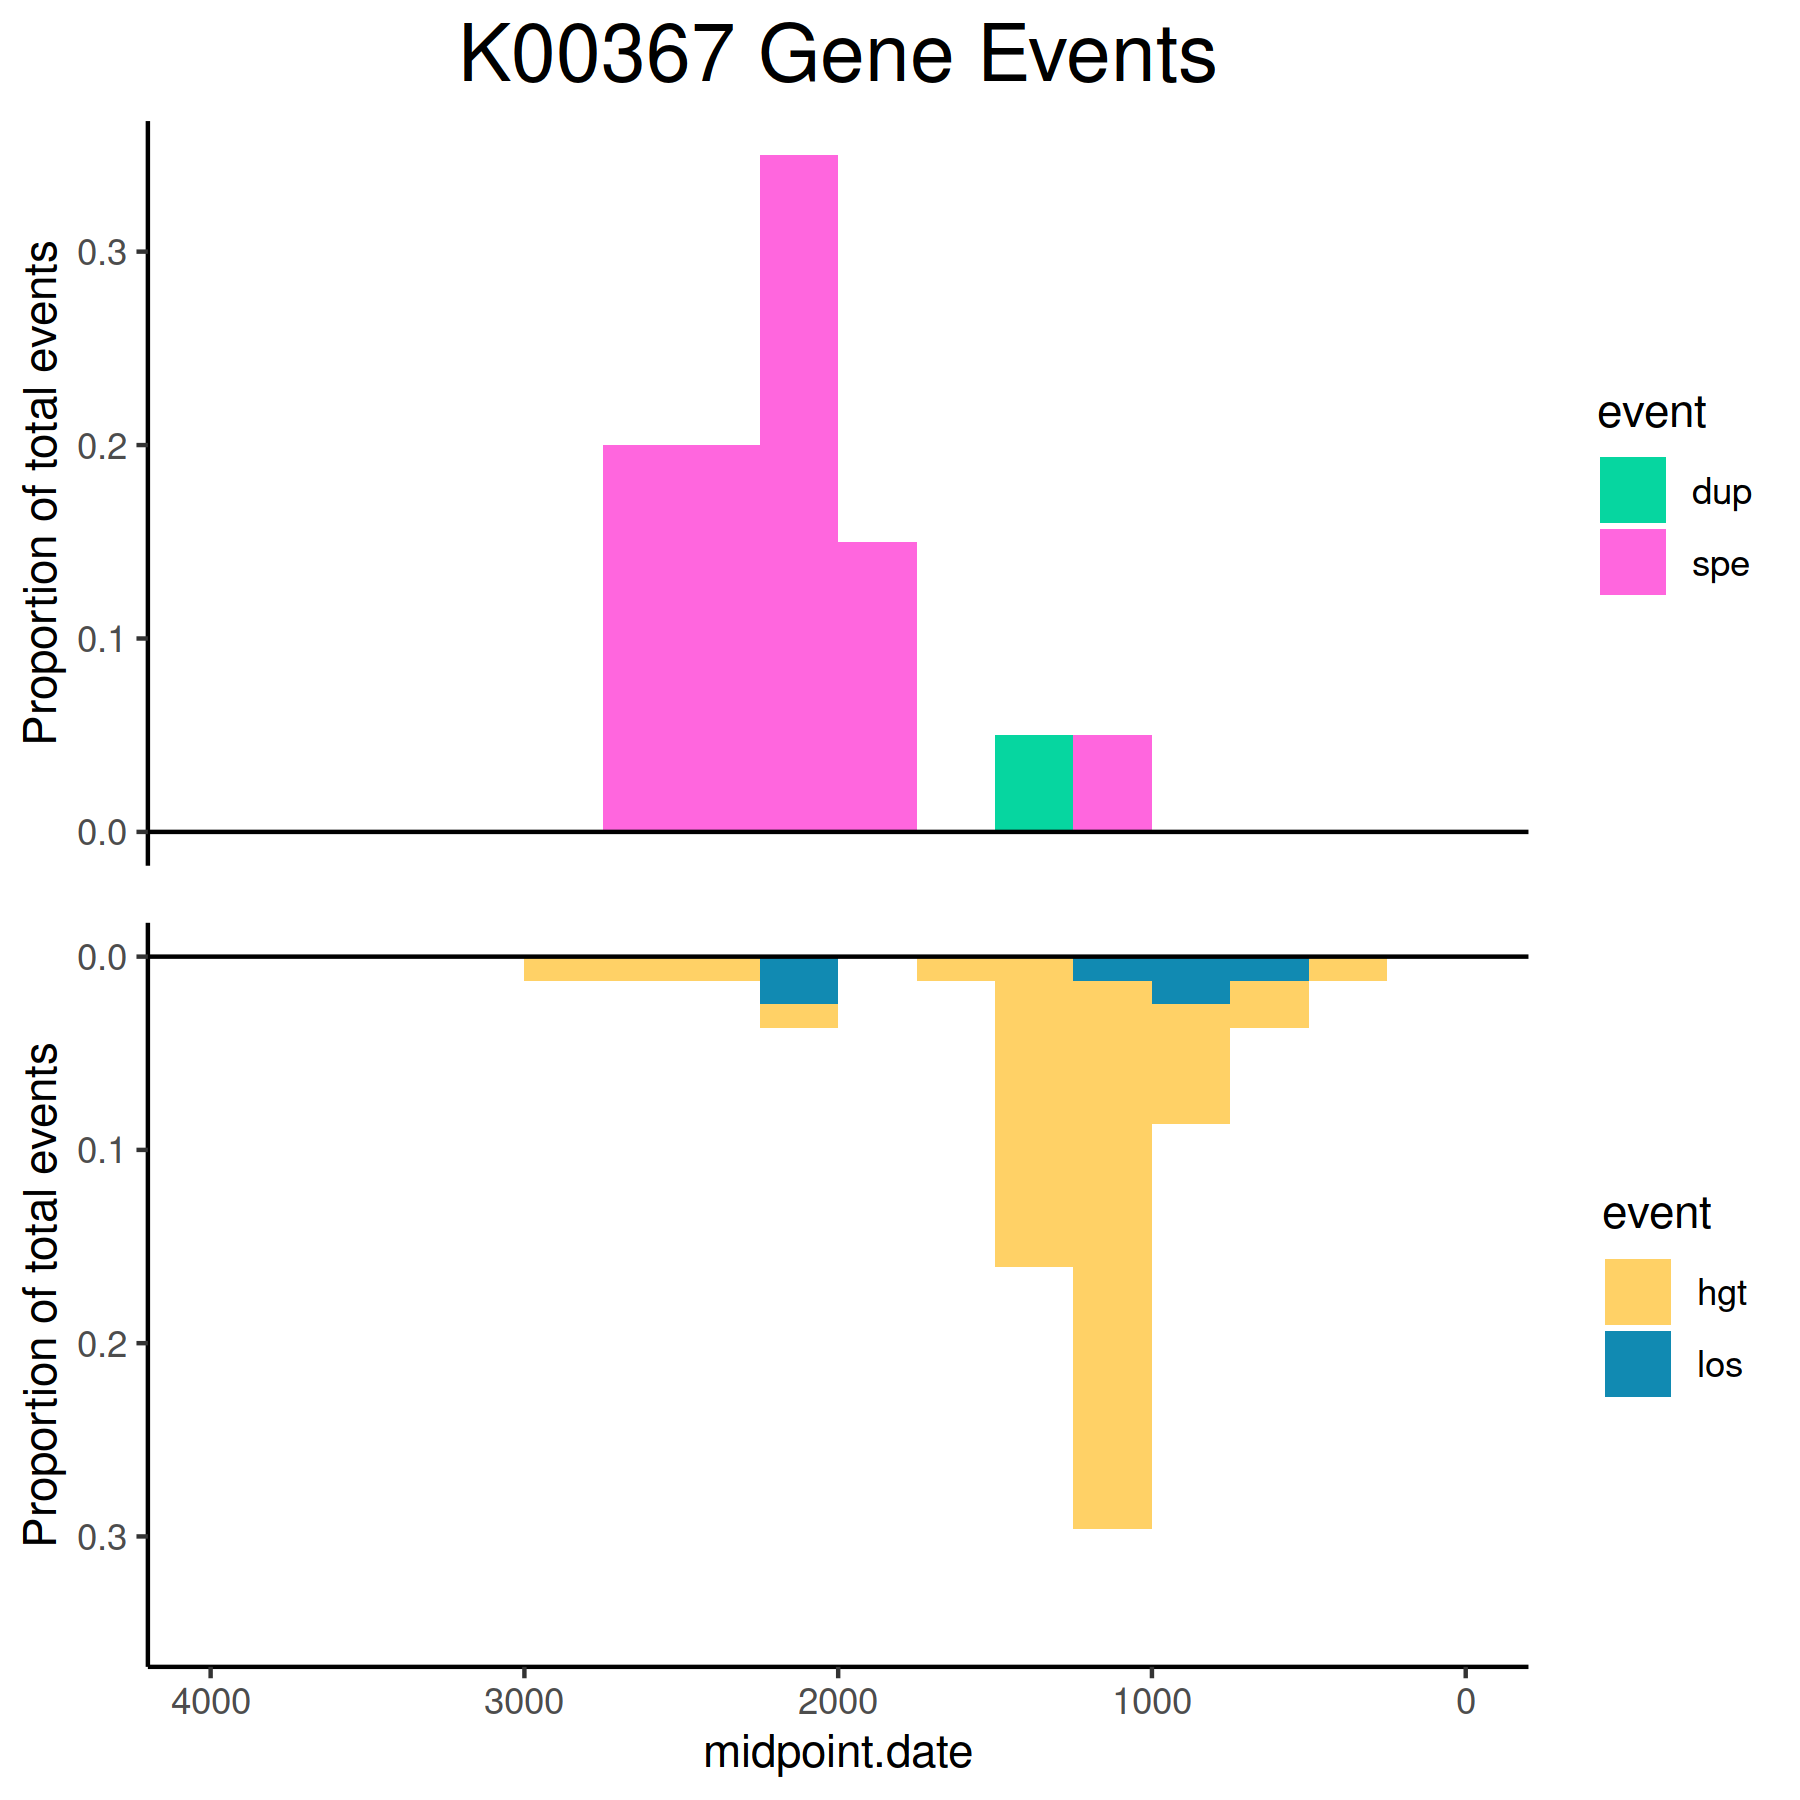 K00367 Gene Events
Proportion of total events
0.3
0.2
0.1
0.0
event
dup
spe
Proportion of total events
0.0
0.1
0.2
0.3
event
hgt
los
4000 3000 2000 1000 0
midpoint.date